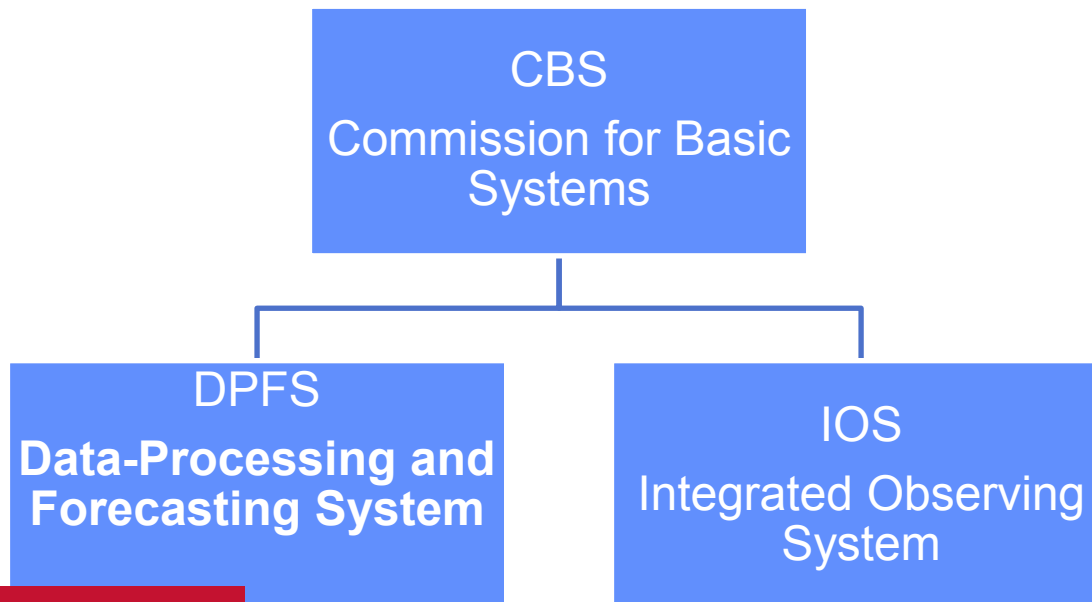 CBS
Commission for Basic
Systems
DPFS
Data-Processing and
Forecasting System
IOS
Integrated Observing
System